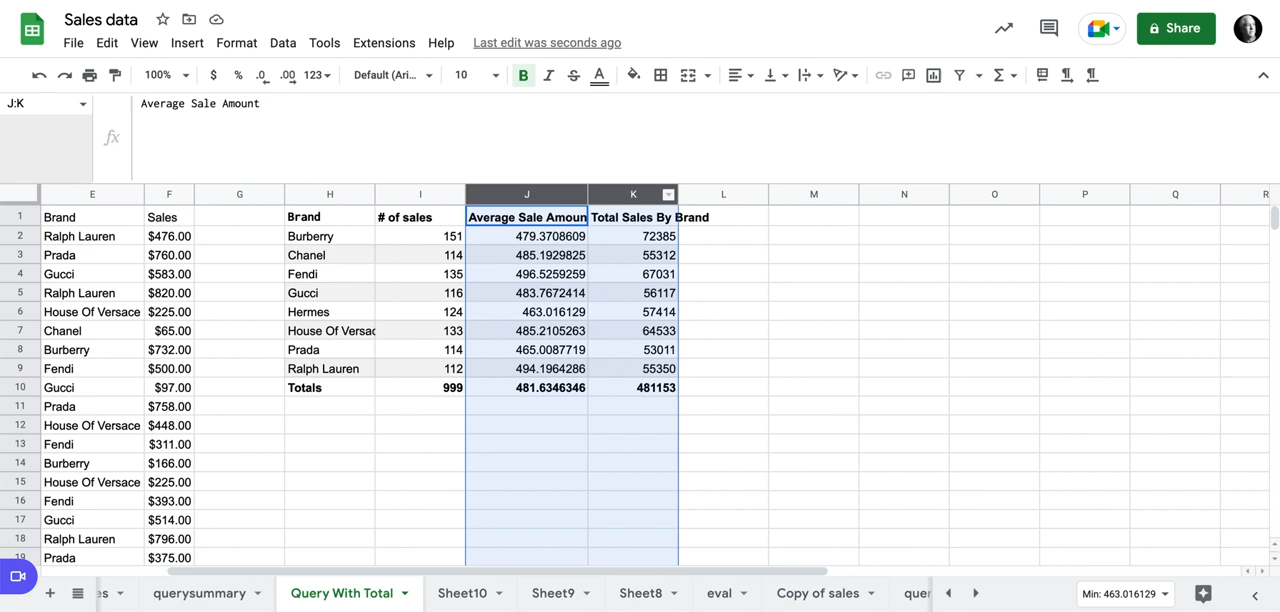 Sales data
File Edit View Insert Format Data Tools Extensions Help Last edit was seconds ago
Share
100% $ % .0 .00 123 Default (Ari... 10 B I S A
J:K fx Average Sale Amount
E F G H I J K L M N O P Q R
1 Brand Sales Brand # of sales Average Sale Amoun Total Sales By Brand
2 Ralph Lauren $476.00 Burberry 151 479.3708609 72385
3 Prada $760.00 Chanel 114 485.1929825 55312
4 Gucci $583.00 Fendi 135 496.5259259 67031
5 Ralph Lauren $820.00 Gucci 116 483.7672414 56117
6 House Of Versace $225.00 Hermes 124 463.016129 57414
7 Chanel $65.00 House Of Versac 133 485.2105263 64533
8 Burberry $732.00 Prada 114 465.0087719 53011
9 Fendi $500.00 Ralph Lauren 112 494.1964286 55350
10 Gucci $97.00 Totals 999 481.6346346 481153
11 Prada $758.00
12 House Of Versace $448.00
13 Fendi $311.00
14 Burberry $166.00
15 House Of Versace $225.00
16 Fendi $393.00
17 Gucci $514.00
18 Ralph Lauren $796.00
19 Prada $375.00
es querysummary Query With Total Sheet10 Sheet9 Sheet8 eval Copy of sales quer Min: 463.016129